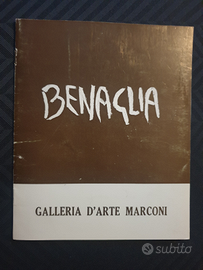 BENAGLIA
GALLERIA D'ARTE MARCONI
subito